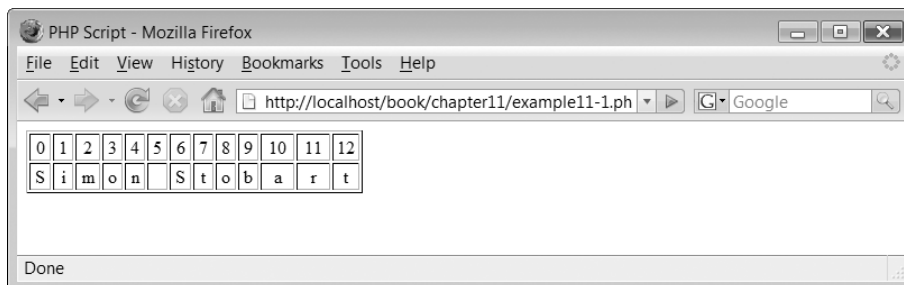 PHP Script - Mozilla Firefox
File Edit View History Bookmarks Tools Help
http://localhost/book/chapter11/example11-1.ph G Google
0 1 2 3 4 5 6 7 8 9 10 11 12
S i m o n S t o b a r t
Done